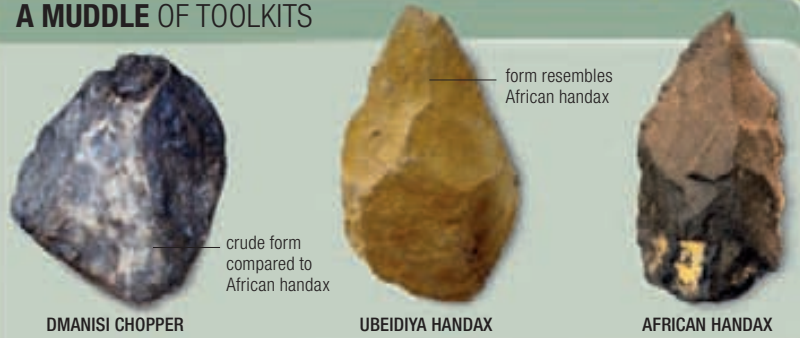 A MUDDLE OF TOOLKITS
form resembles
African handax
crude form
compared to
African handax
DMANISI CHOPPER
UBEIDIYA HANDAX
AFRICAN HANDAX